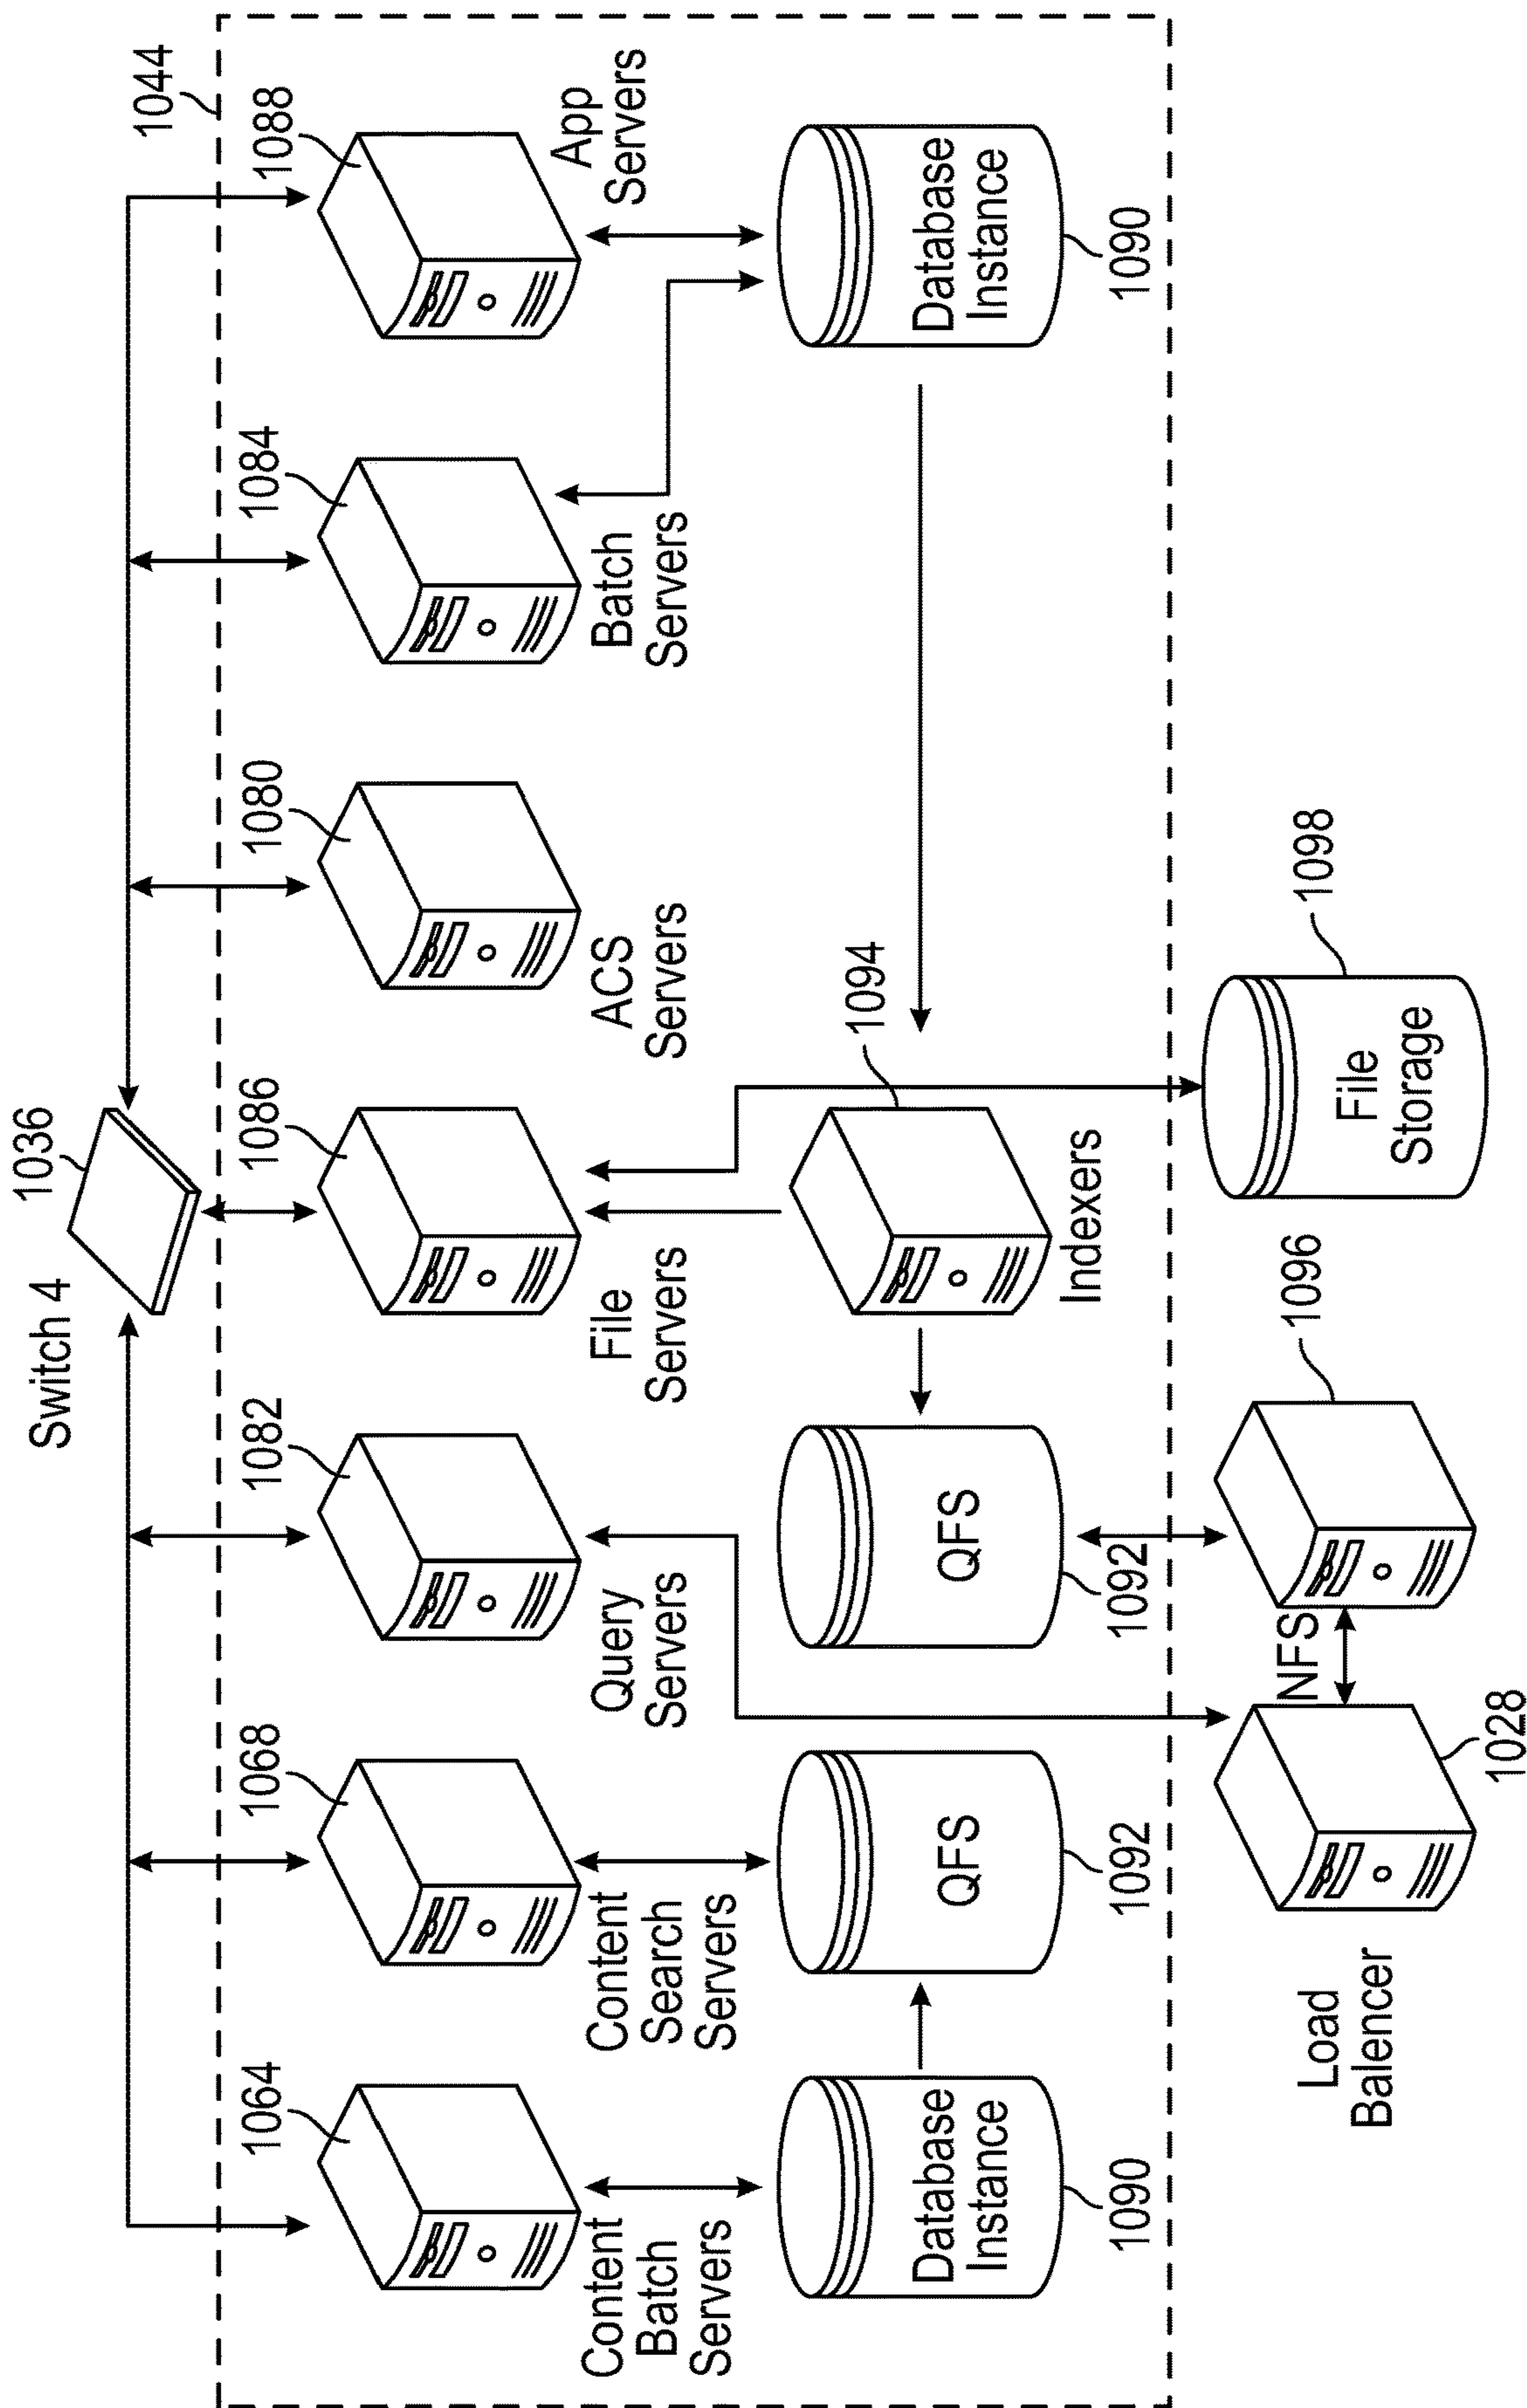 Switch 4
1036
1044
1064
1068
1082
1086
1080
1084
1088
Content
Batch
Servers
Content
Search
Servers
Query
Servers
File
Servers
ACS
Servers
Batch
Servers
App
Servers
Database
Instance
1090
QFS
1092
QFS
1092
1094
Indexers
Database
Instance
1090
Load
Balencer
1028
NFS
1096
File
Storage
1098